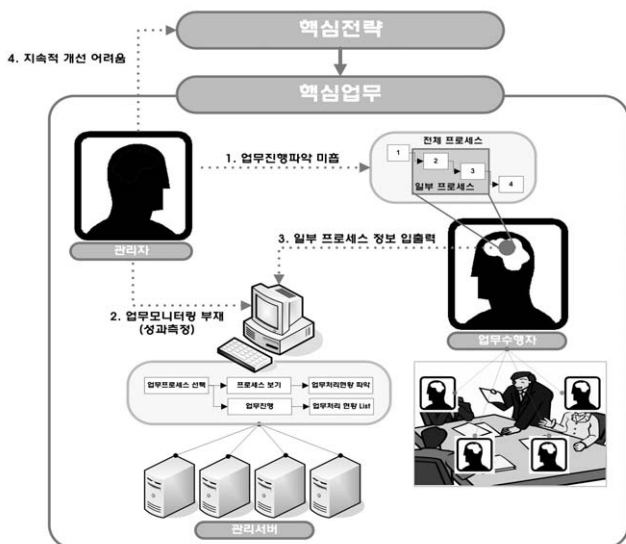 핵심전략
4. 지속적 개선 어려움
핵심업무
전체 프로세스
1. 업무진행파악 미흡
1
2
3
4
일부 프로세스
관리자
3. 일부 프로세스 정보 입출력
2. 업무모니터링 부재
(성과측정)
업무수행자
업무프로세스 선택
프로세스 보기
업무처리현황 파악
업무진행
업무처리 현황 List
관리서버